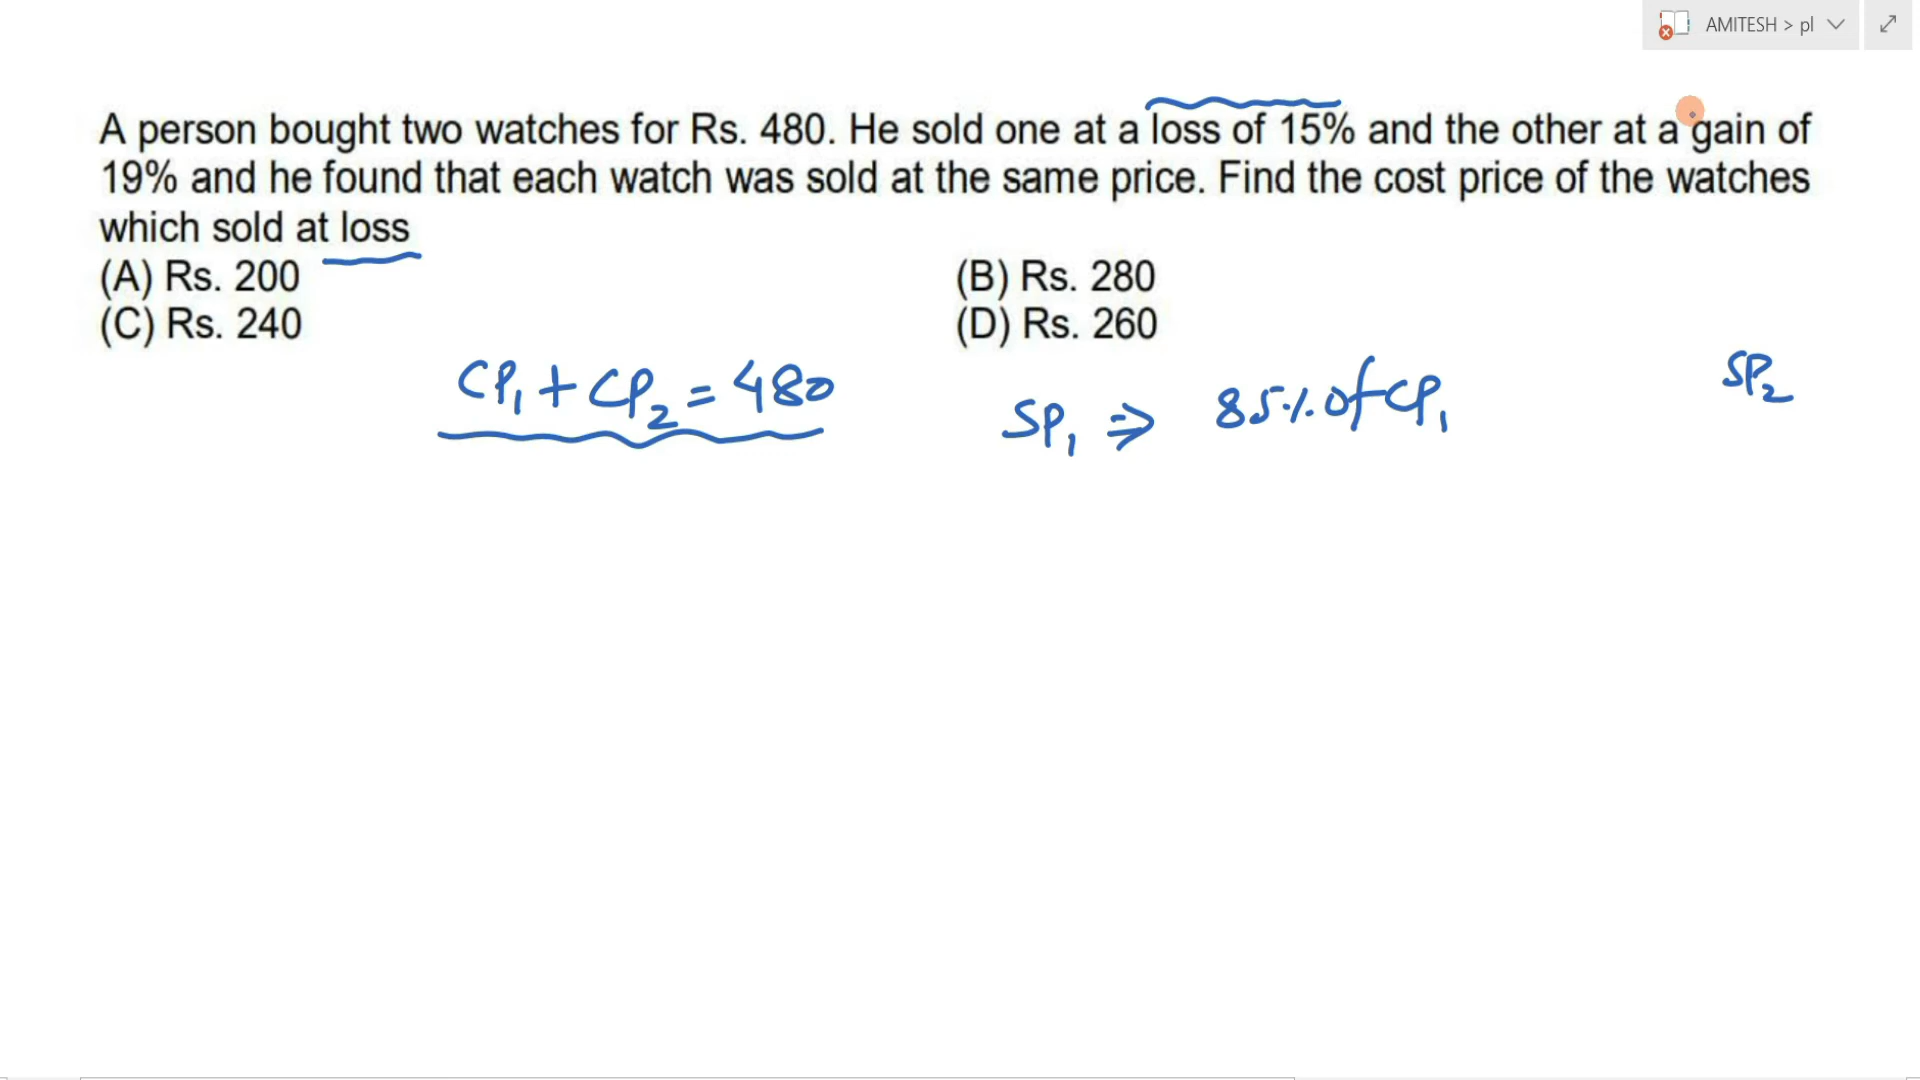 AMITESH > pl
A person bought two watches for Rs. 480. He sold one at a loss of 15% and the other at a gain of
19% and he found that each watch was sold at the same price. Find the cost price of the watches
which sold at loss
(A) Rs. 200 (B) Rs. 280
(C) Rs. 240 (D) Rs. 260
CP₁ + CP₂ = 480 SP₁ ⇒ 85% of CP₁ SP₂